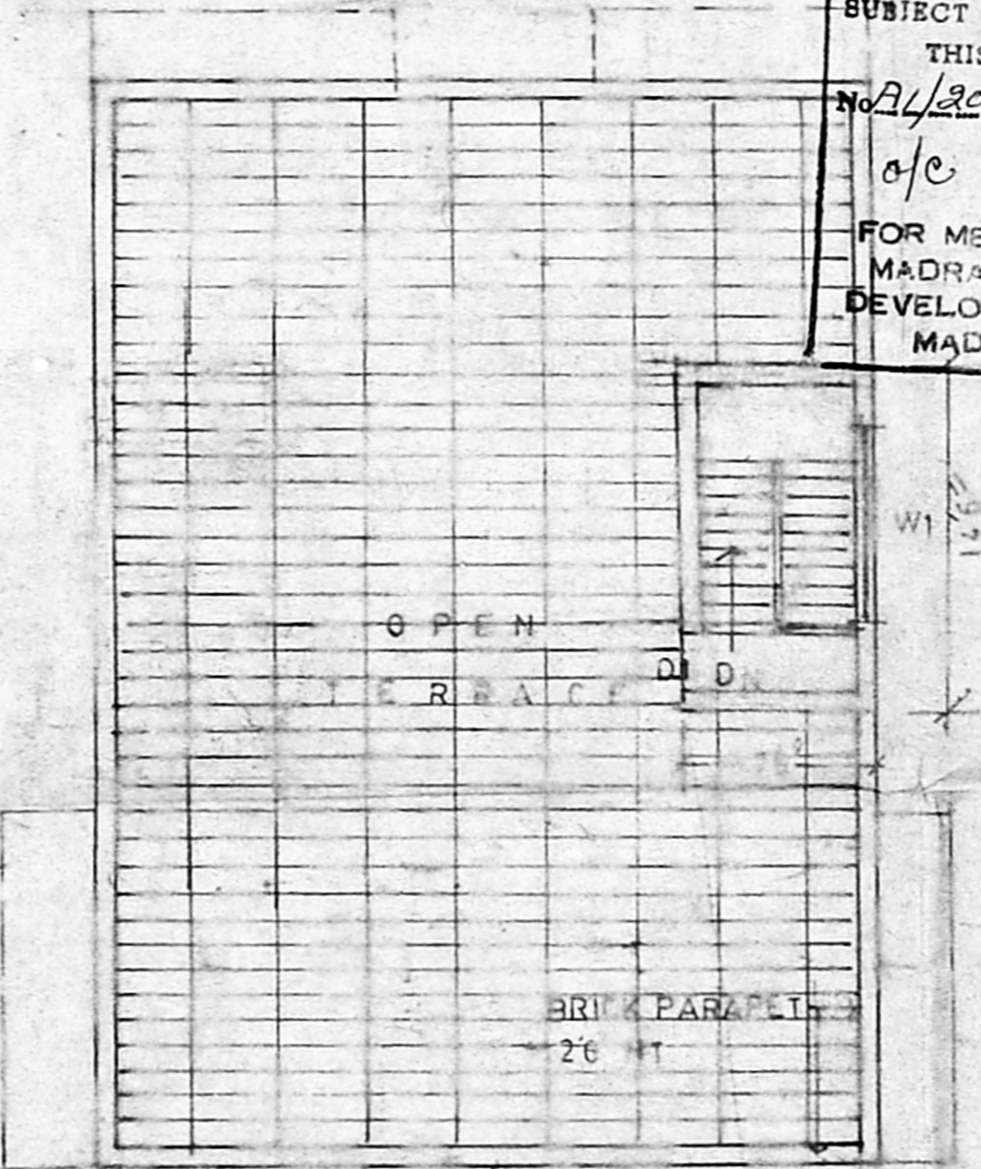 SUBJECT
THIS
No AL/20
o/c
FOR ME
MADRA
DEVELO
MAD
W1
OPEN
D1 DN
TERRACE
BRICK PARAPET
2'6 HT